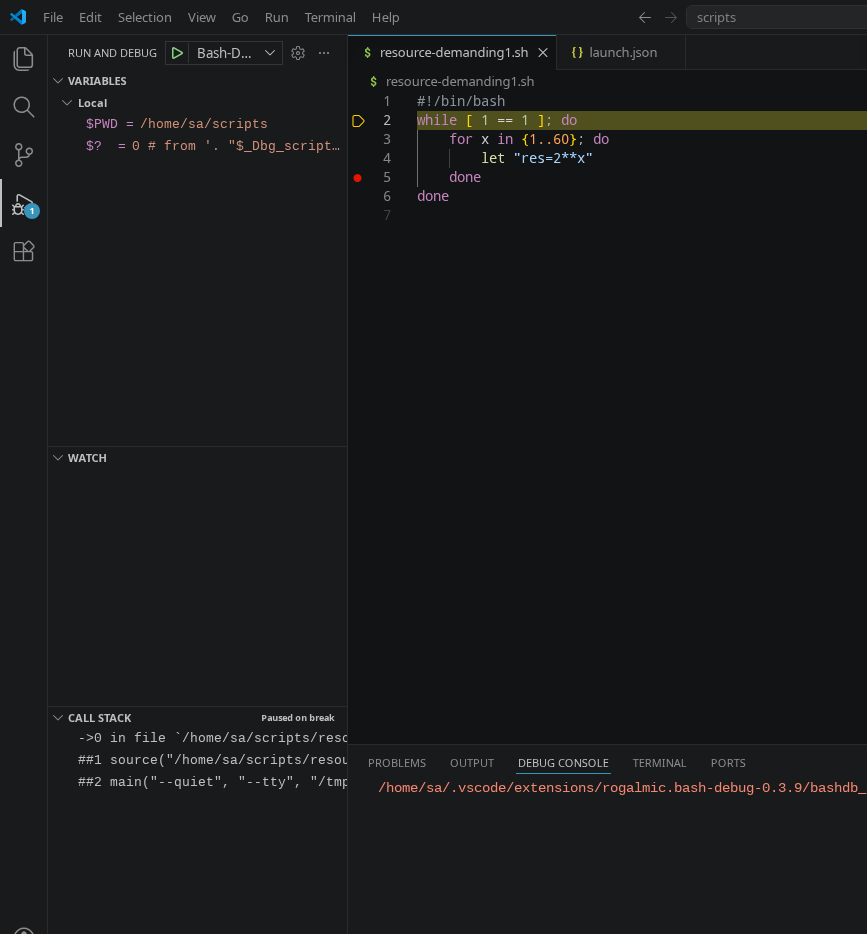 File Edit Selection View Go Run Terminal Help scripts
RUN AND DEBUG Bash-D... ...
resource-demanding1.sh launch.json
VARIABLES
Local
$PWD = /home/sa/scripts
$? = 0 # from '. "$_Dbg_script…
1
WATCH
CALL STACK Paused on break
->0 in file `/home/sa/scripts/reso
##1 source("/home/sa/scripts/resou
##2 main("--quiet", "--tty", "/tmp
$ resource-demanding1.sh
1 #!/bin/bash
2 while [ 1 == 1 ]; do
3 for x in {1..60}; do
4 let "res=2**x"
5 done
6 done
7
PROBLEMS OUTPUT DEBUG CONSOLE TERMINAL PORTS
/home/sa/.vscode/extensions/rogalmic.bash-debug-0.3.9/bashdb_